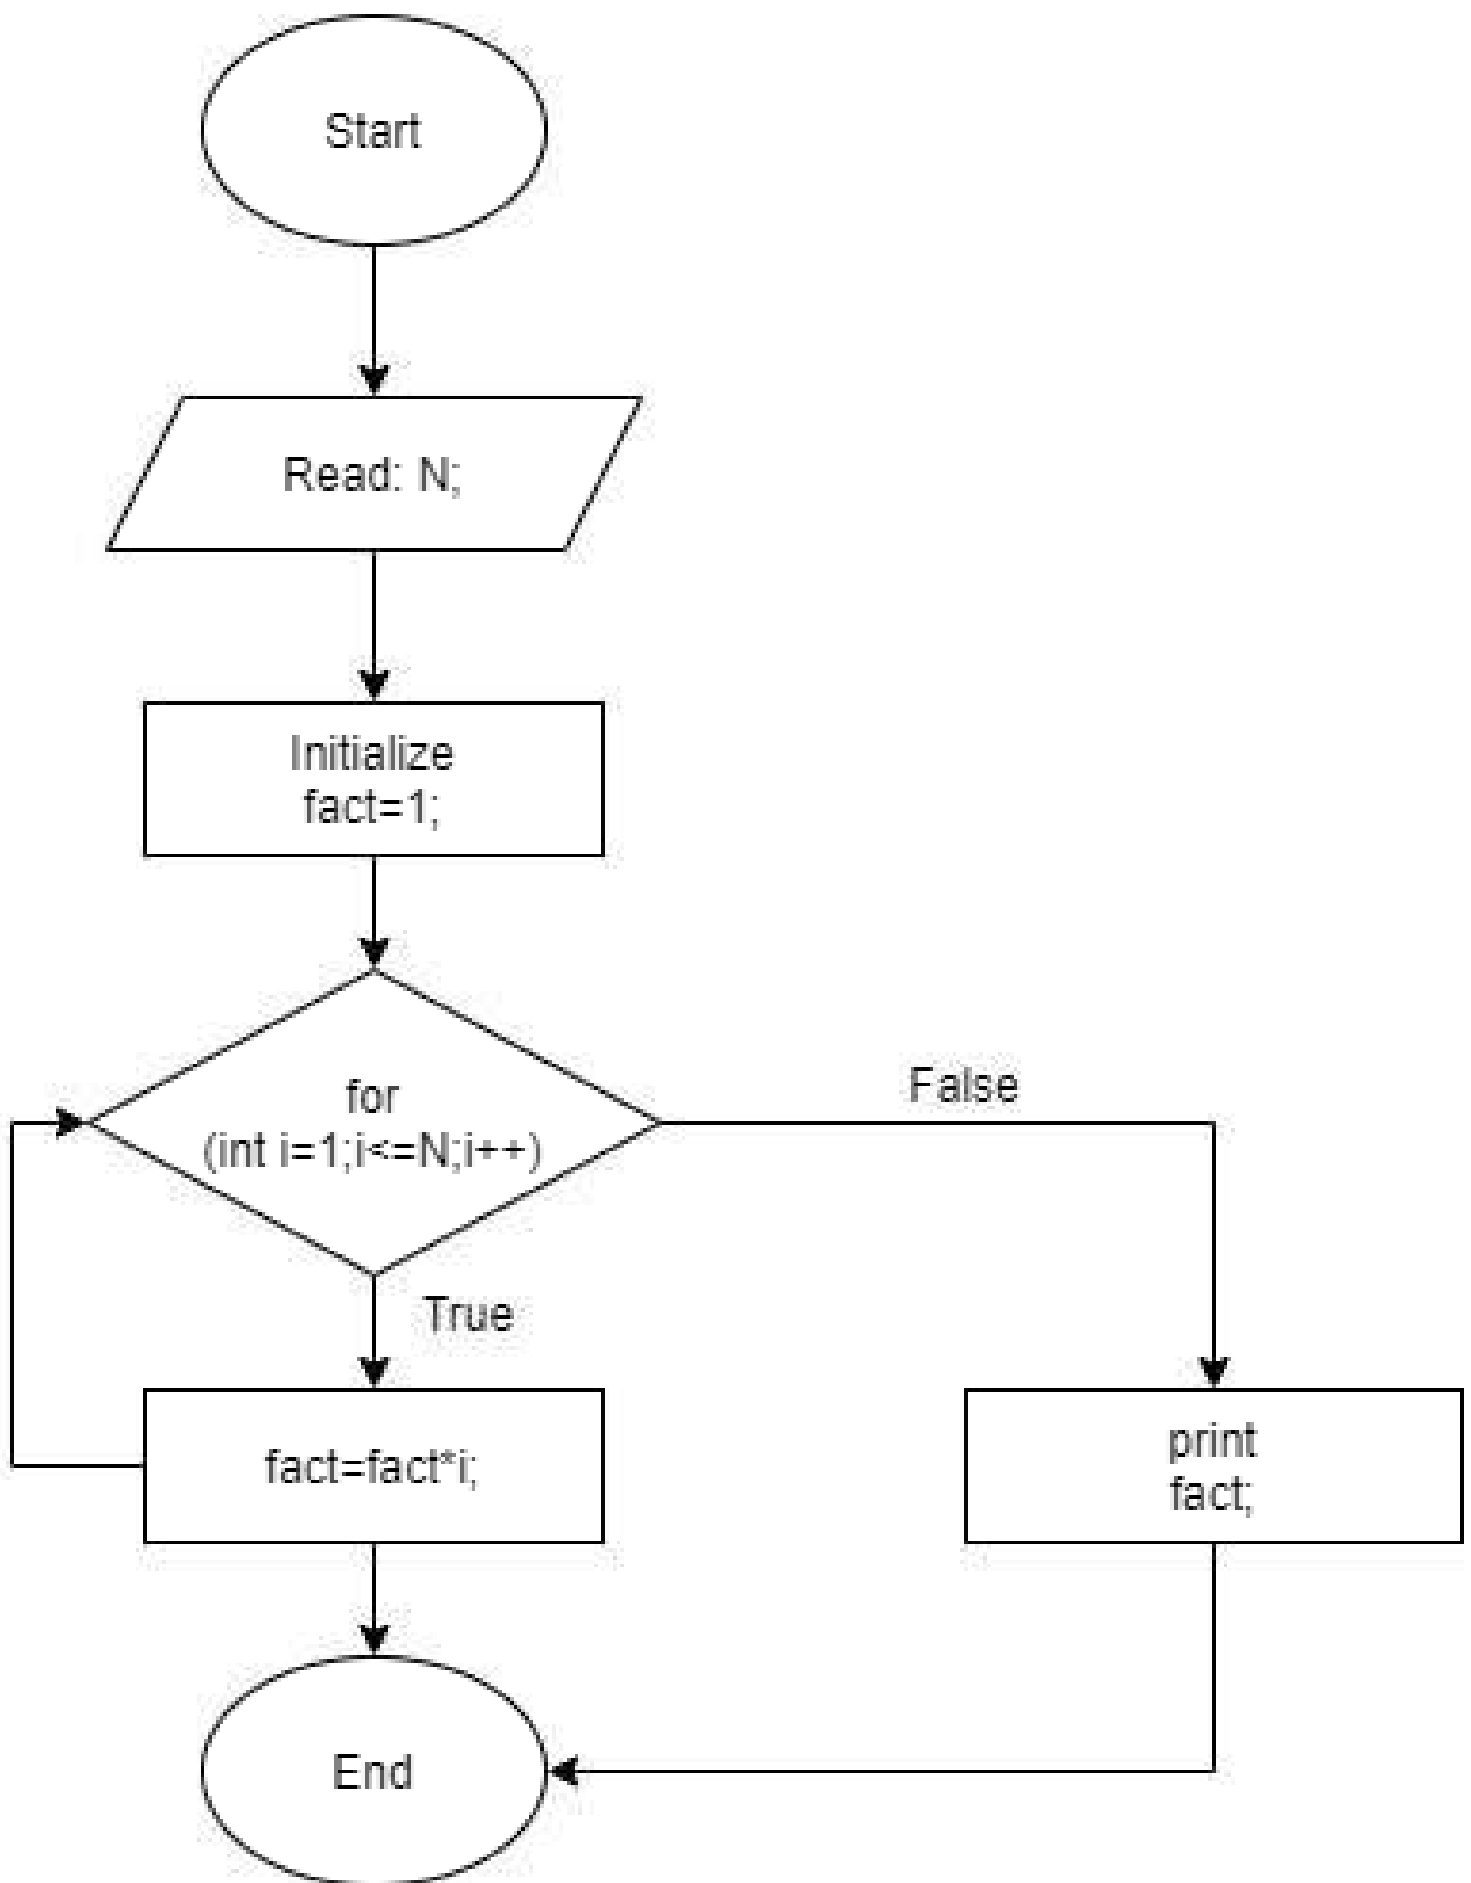 Start
Read: N;
Initialize
fact=1;
for
(int i=1;i<=N;i++)
False
True
fact=fact*i;
print
fact;
End